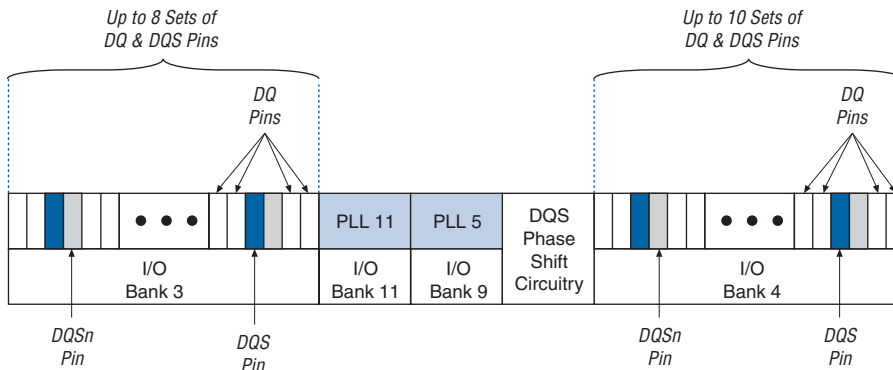 Up to 8 Sets of
DQ & DQS Pins
Up to 10 Sets of
DQ & DQS Pins
DQ
Pins
DQ
Pins
PLL 11
PLL 5
DQS
Phase
Shift
Circuitry
I/O
Bank 3
I/O
Bank 11
I/O
Bank 9
I/O
Bank 4
DQSn
Pin
DQS
Pin
DQSn
Pin
DQS
Pin